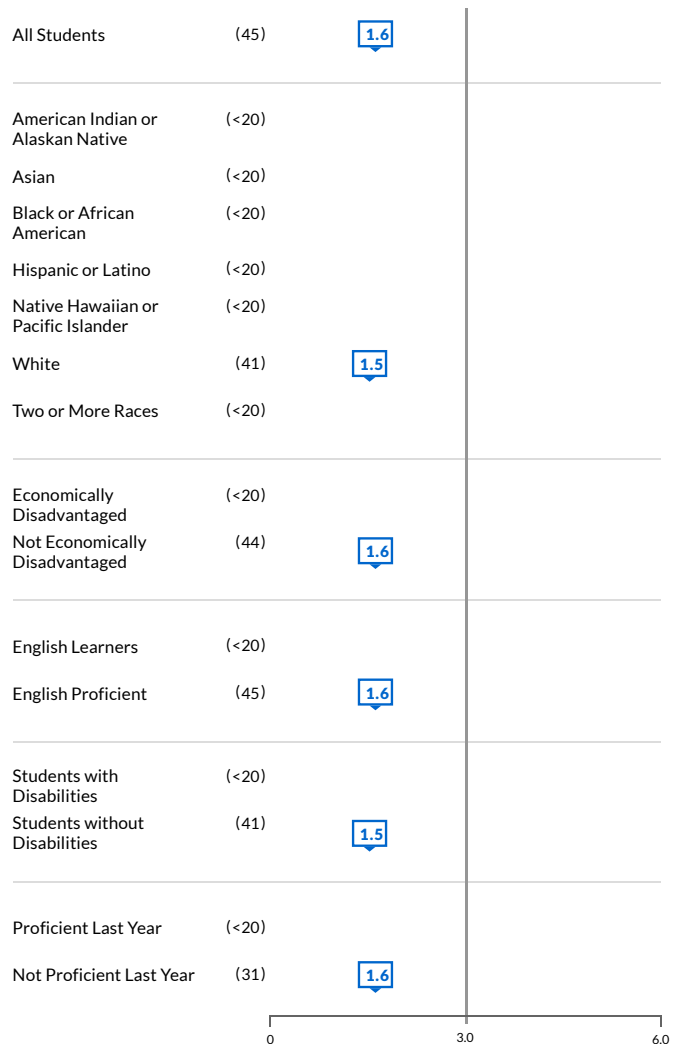 All Students (45) 1.6
American Indian or (<20)
Alaskan Native
Asian (<20)
Black or African (<20)
American
Hispanic or Latino (<20)
Native Hawaiian or (<20)
Pacific Islander
White (41) 1.5
Two or More Races (<20)
Economically (<20)
Disadvantaged
Not Economically (44) 1.6
Disadvantaged
English Learners (<20)
English Proficient (45) 1.6
Students with (<20)
Disabilities
Students without (41) 1.5
Disabilities
Proficient Last Year (<20)
Not Proficient Last Year (31) 1.6
0 3.0 6.0